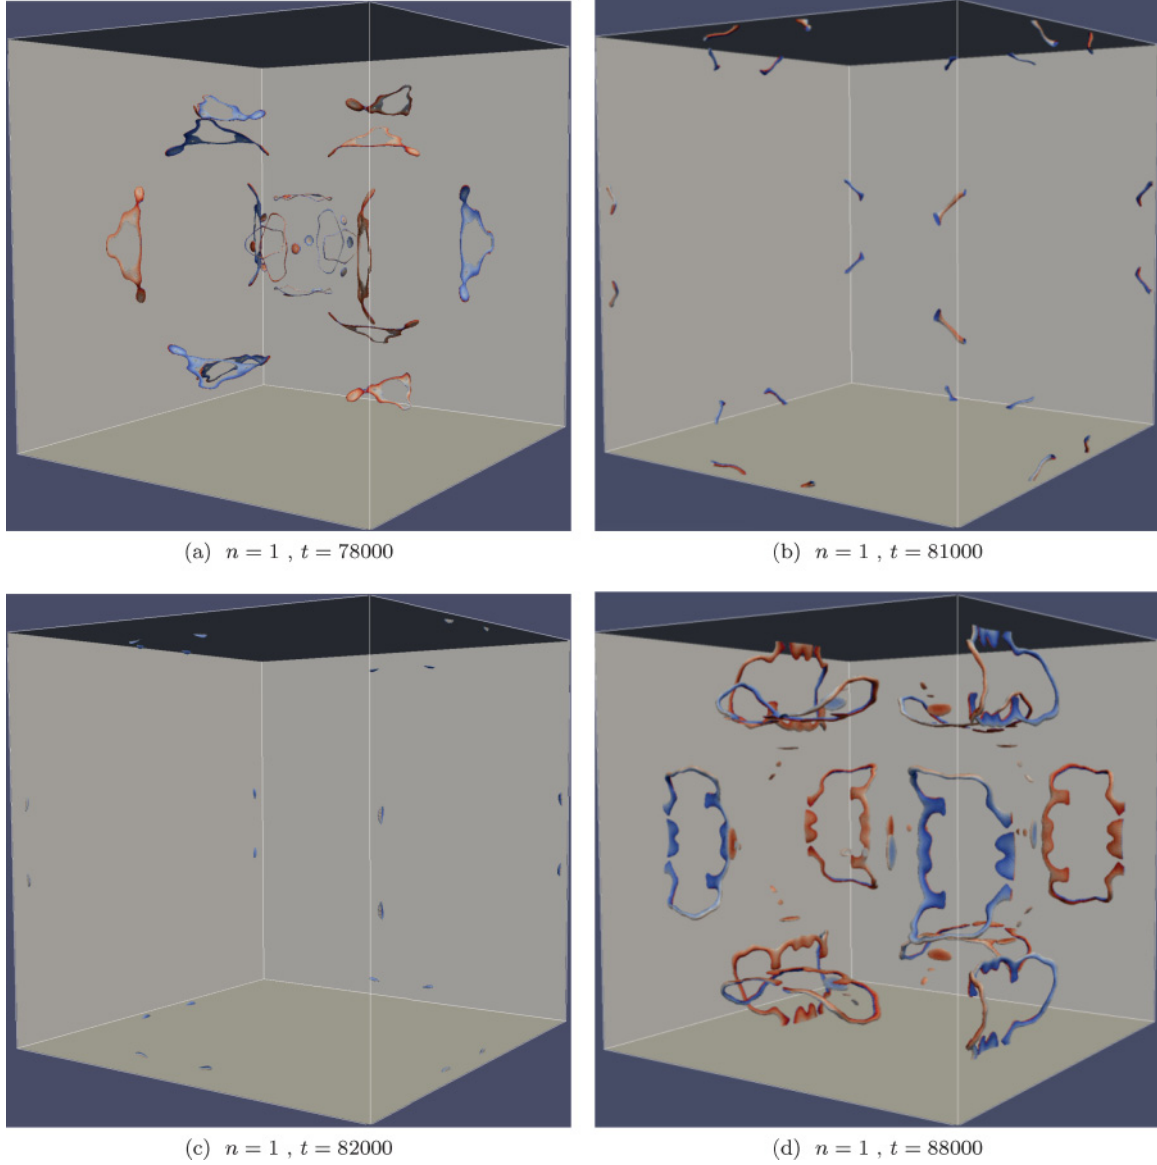 (a) n = 1 , t = 78000
(b) n = 1 , t = 81000
(c) n = 1 , t = 82000
(d) n = 1 , t = 88000